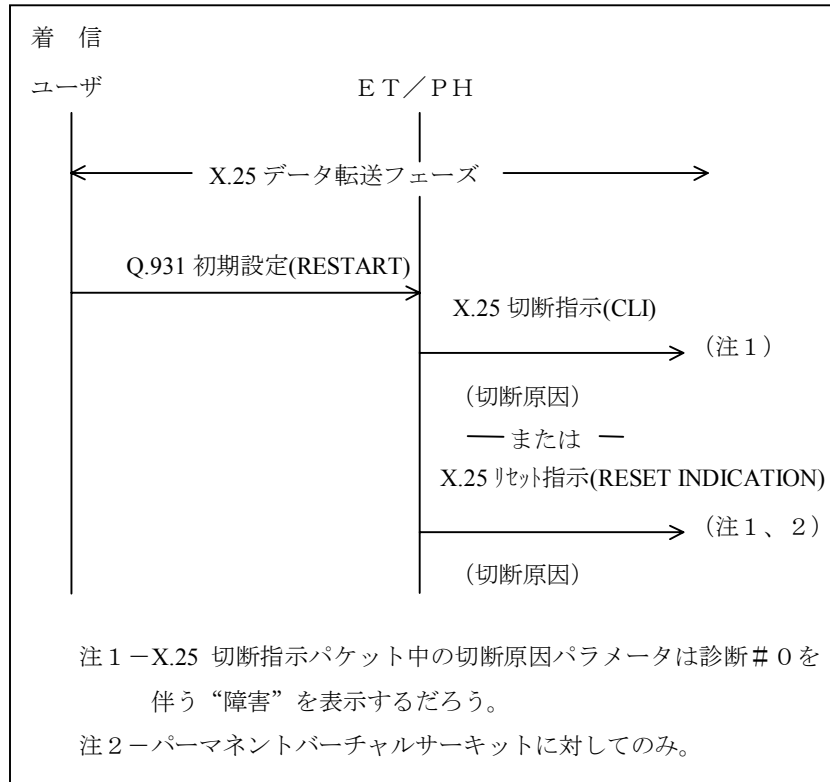 着 信
ユーザ ET/PH
X.25 データ転送フェーズ
Q.931 初期設定(RESTART)
X.25 切断指示(CLI)
(注1)
(切断原因)
または
X.25 ﾘｾｯﾄ指示(RESET INDICATION)
(注1、2)
(切断原因)
注1-X.25 切断指示パケット中の切断原因パラメータは診断#0を
伴う“障害”を表示するだろう。
注2-パーマネントバーチャルサーキットに対してのみ。